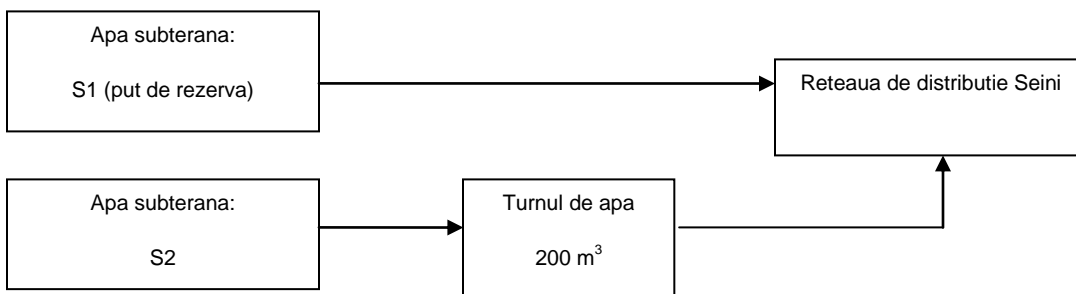 Apa subterana:
S1 (put de rezerva)
Reteaua de distributie Seini
Apa subterana:
S2
Turnul de apa
200 m³